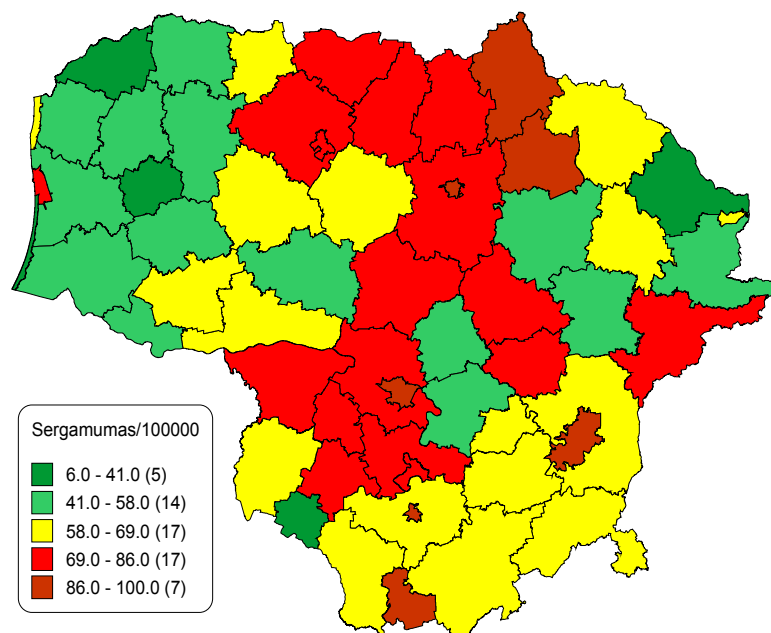 Sergamumas/100000
6.0 - 41.0 (5)
41.0 - 58.0 (14)
58.0 - 69.0 (17)
69.0 - 86.0 (17)
86.0 - 100.0 (7)